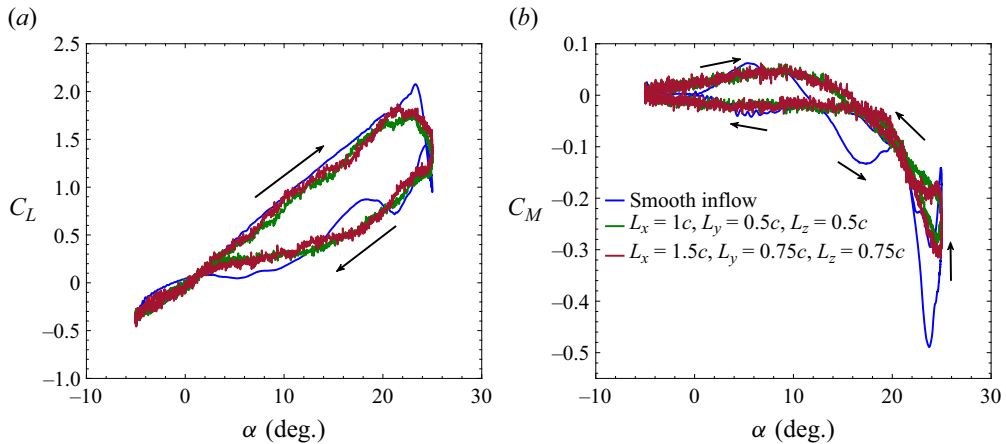 (a)
2.5
2.0
1.5
1.0
0.5
0
–0.5
–1.0
C_L
–10 0 10 20 30
α (deg.)
(b)
0.1
0
–0.1
–0.2
–0.3
–0.4
–0.5
C_M
Smooth inflow
L_x = 1c, L_y = 0.5c, L_z = 0.5c
L_x = 1.5c, L_y = 0.75c, L_z = 0.75c
–10 0 10 20 30
α (deg.)